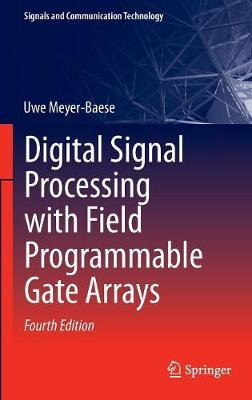 Signals and Communication Technology
Uwe Meyer-Baese
Digital Signal
Processing
with Field
Programmable
Gate Arrays
Fourth Edition
Springer